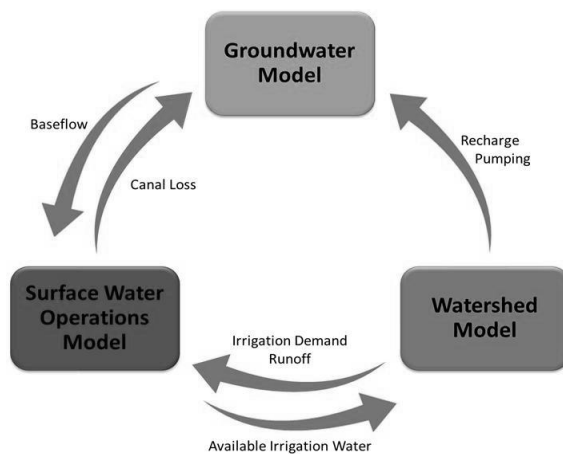 Groundwater
Model
Baseflow
Canal Loss
Recharge
Pumping
Surface Water
Operations
Model
Watershed
Model
Irrigation Demand
Runoff
Available Irrigation Water